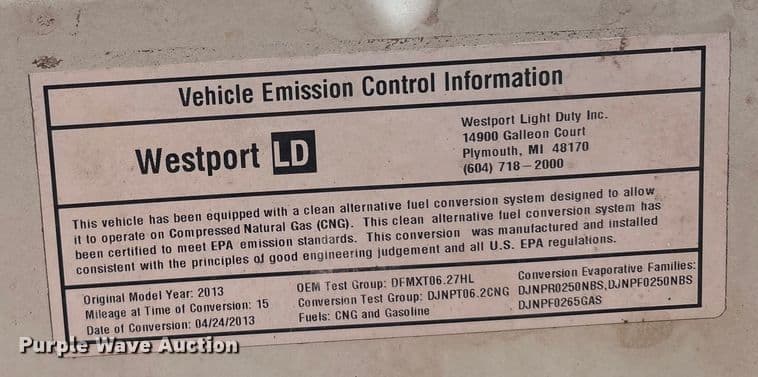 Vehicle Emission Control Information
Westport LD
Westport Light Duty Inc.
14900 Galleon Court
Plymouth, MI 48170
(604) 718-2000
This vehicle has been equipped with a clean alternative fuel conversion system designed to allow
it to operate on Compressed Natural Gas (CNG). This clean alternative fuel conversion system has
been certified to meet EPA emission standards. This conversion was manufactured and installed
consistent with the principles of good engineering judgement and all U.S. EPA regulations.
Original Model Year: 2013
Mileage at Time of Conversion: 15
Date of Conversion: 04/24/2013
OEM Test Group: DFMXT06.27HL
Conversion Test Group: DJNPT06.2CNG
Fuels: CNG and Gasoline
Conversion Evaporative Families:
DJNPR0250NBS,DJNPF0250NBS
DJNPF0265GAS
Purple Wave Auction